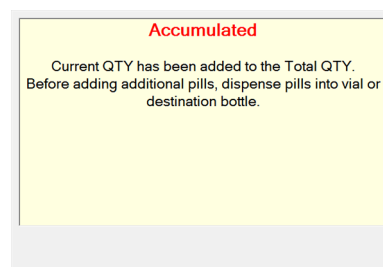 Accumulated
Current QTY has been added to the Total QTY.
Before adding additional pills, dispense pills into vial or
destination bottle.